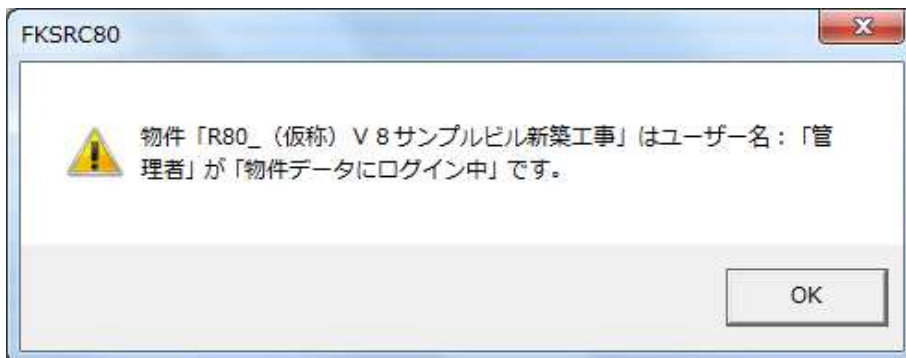 FKSRC80
物件「R80_（仮称）Ｖ８サンプルビル新築工事」はユーザー名：「管
理者」が「物件データにログイン中」です。
OK